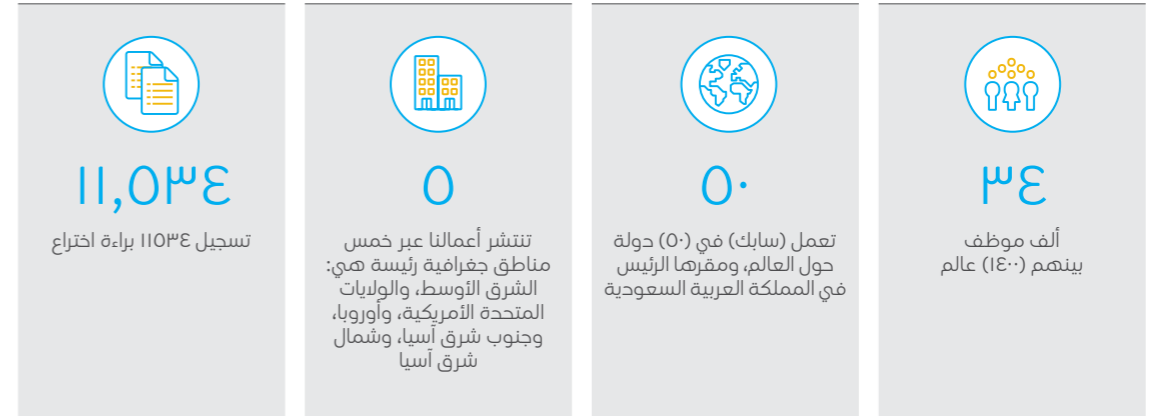 ٣٤
ألف موظف
بينهم (١٤٠٠) عالم
٥٠
تعمل (سابك) في (٥٠) دولة
حول العالم، ومقرها الرئيس
في المملكة العربية السعودية
٥
تنتشر أعمالنا عبر خمس
مناطق جغرافية رئيسة هي:
الشرق الأوسط، والولايات
المتحدة الأمريكية، وأوروبا،
وجنوب شرق آسيا، وشمال
شرق آسيا
١١,٥٣٤
تسجيل ١١٥٣٤ براءة اختراع